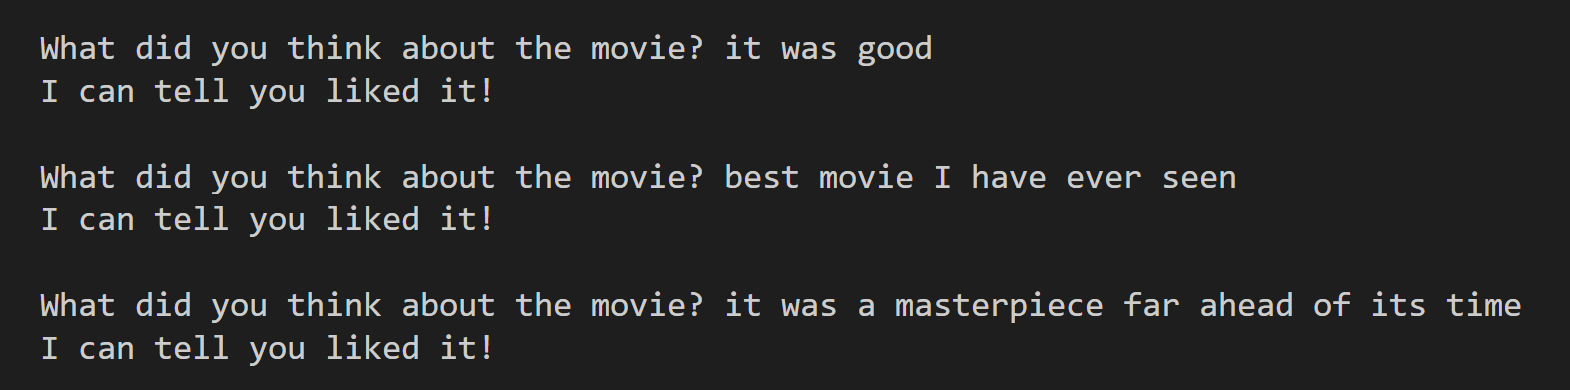 What did you think about the movie? it was good
I can tell you liked it!
What did you think about the movie? best movie I have ever seen
I can tell you liked it!
What did you think about the movie? it was a masterpiece far ahead of its time
I can tell you liked it!